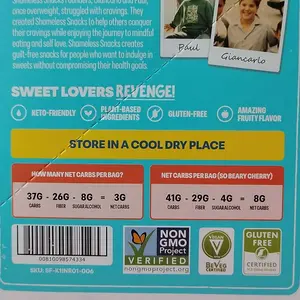 Shameless Snacks founders, Giancarlo and Paul,
once overweight, struggled with cravings. They
created Shameless Snacks to help others conquer
their cravings while enjoying the journey to mindful
eating and self love. Shameless Snacks creates
guilt-free snacks for people who want to indulge in
sweets without compromising their health goals.
Paul
Giancarlo
SWEET LOVERS REVENGE!
KETO-FRIENDLY
PLANT-BASED
INGREDIENTS
GLUTEN-FREE
AMAZING
FRUITY FLAVOR
STORE IN A COOL DRY PLACE
HOW MANY NET CARBS PER BAG?
37G - 26G - 8G = 3G
CARBS FIBER SUGAR ALCOHOL NET CARBS
NET CARBS PER BAG (SO BEARY CHERRY)
41G - 29G - 4G = 8G
CARBS FIBER SUGAR ALCOHOL NET CARBS
00810098574334
NON
GMO
Project
VERIFIED
nongmoproject.org
VEGAN
BeVeg
CERTIFIED
CERTIFIED
GLUTEN-FREE